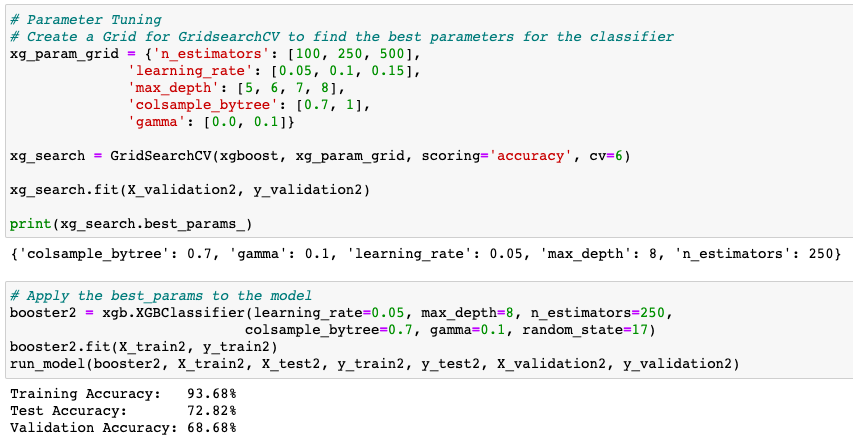 # Parameter Tuning
# Create a Grid for GridsearchCV to find the best parameters for the classifier
xg_param_grid = {'n_estimators': [100, 250, 500],
              'learning_rate': [0.05, 0.1, 0.15],
              'max_depth': [5, 6, 7, 8],
              'colsample_bytree': [0.7, 1],
              'gamma': [0.0, 0.1]}
xg_search = GridSearchCV(xgboost, xg_param_grid, scoring='accuracy', cv=6)
xg_search.fit(X_validation2, y_validation2)
print(xg_search.best_params_)
{'colsample_bytree': 0.7, 'gamma': 0.1, 'learning_rate': 0.05, 'max_depth': 8, 'n_estimators': 250}
# Apply the best_params to the model
booster2 = xgb.XGBClassifier(learning_rate=0.05, max_depth=8, n_estimators=250,
                            colsample_bytree=0.7, gamma=0.1, random_state=17)
booster2.fit(X_train2, y_train2)
run_model(booster2, X_train2, X_test2, y_train2, y_test2, X_validation2, y_validation2)
Training Accuracy:   93.68%
Test Accuracy:       72.82%
Validation Accuracy: 68.68%